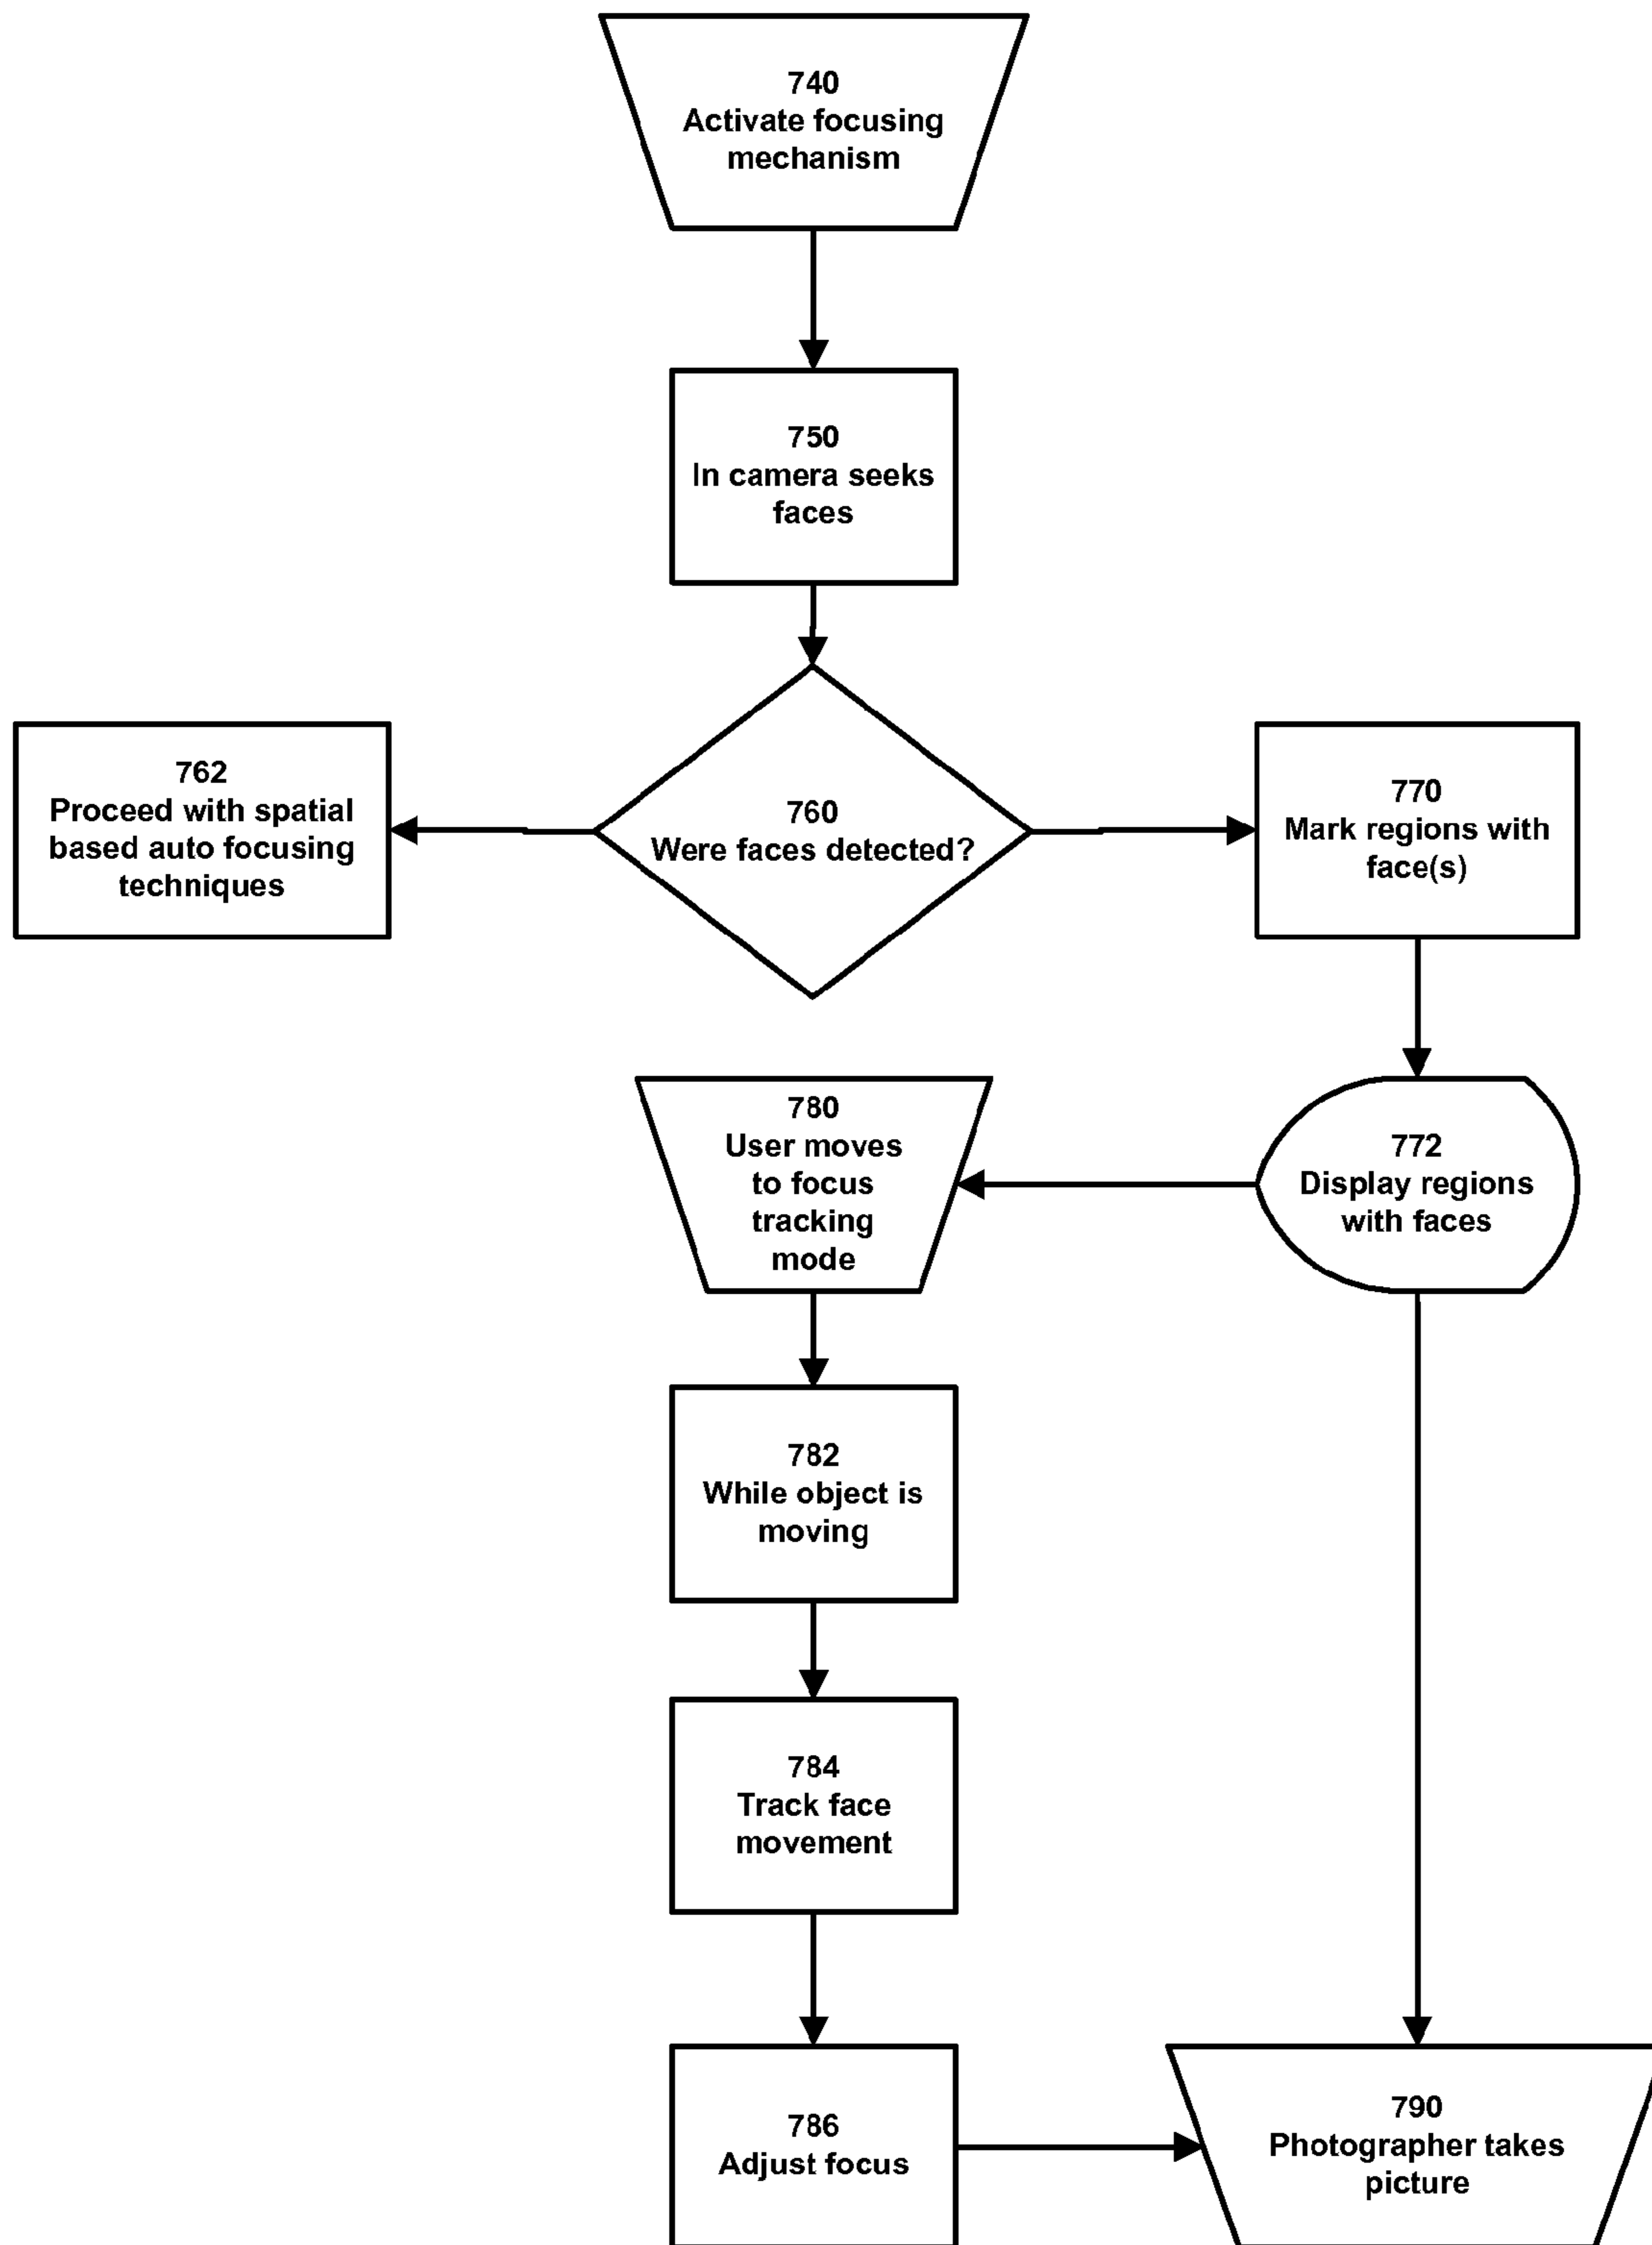 740
Activate focusing
mechanism
750
In camera seeks
faces
762
Proceed with spatial
based auto focusing
techniques
760
Were faces detected?
770
Mark regions with
face(s)
780
User moves
to focus
tracking
mode
772
Display regions
with faces
782
While object is
moving
784
Track face
movement
786
Adjust focus
790
Photographer takes
picture